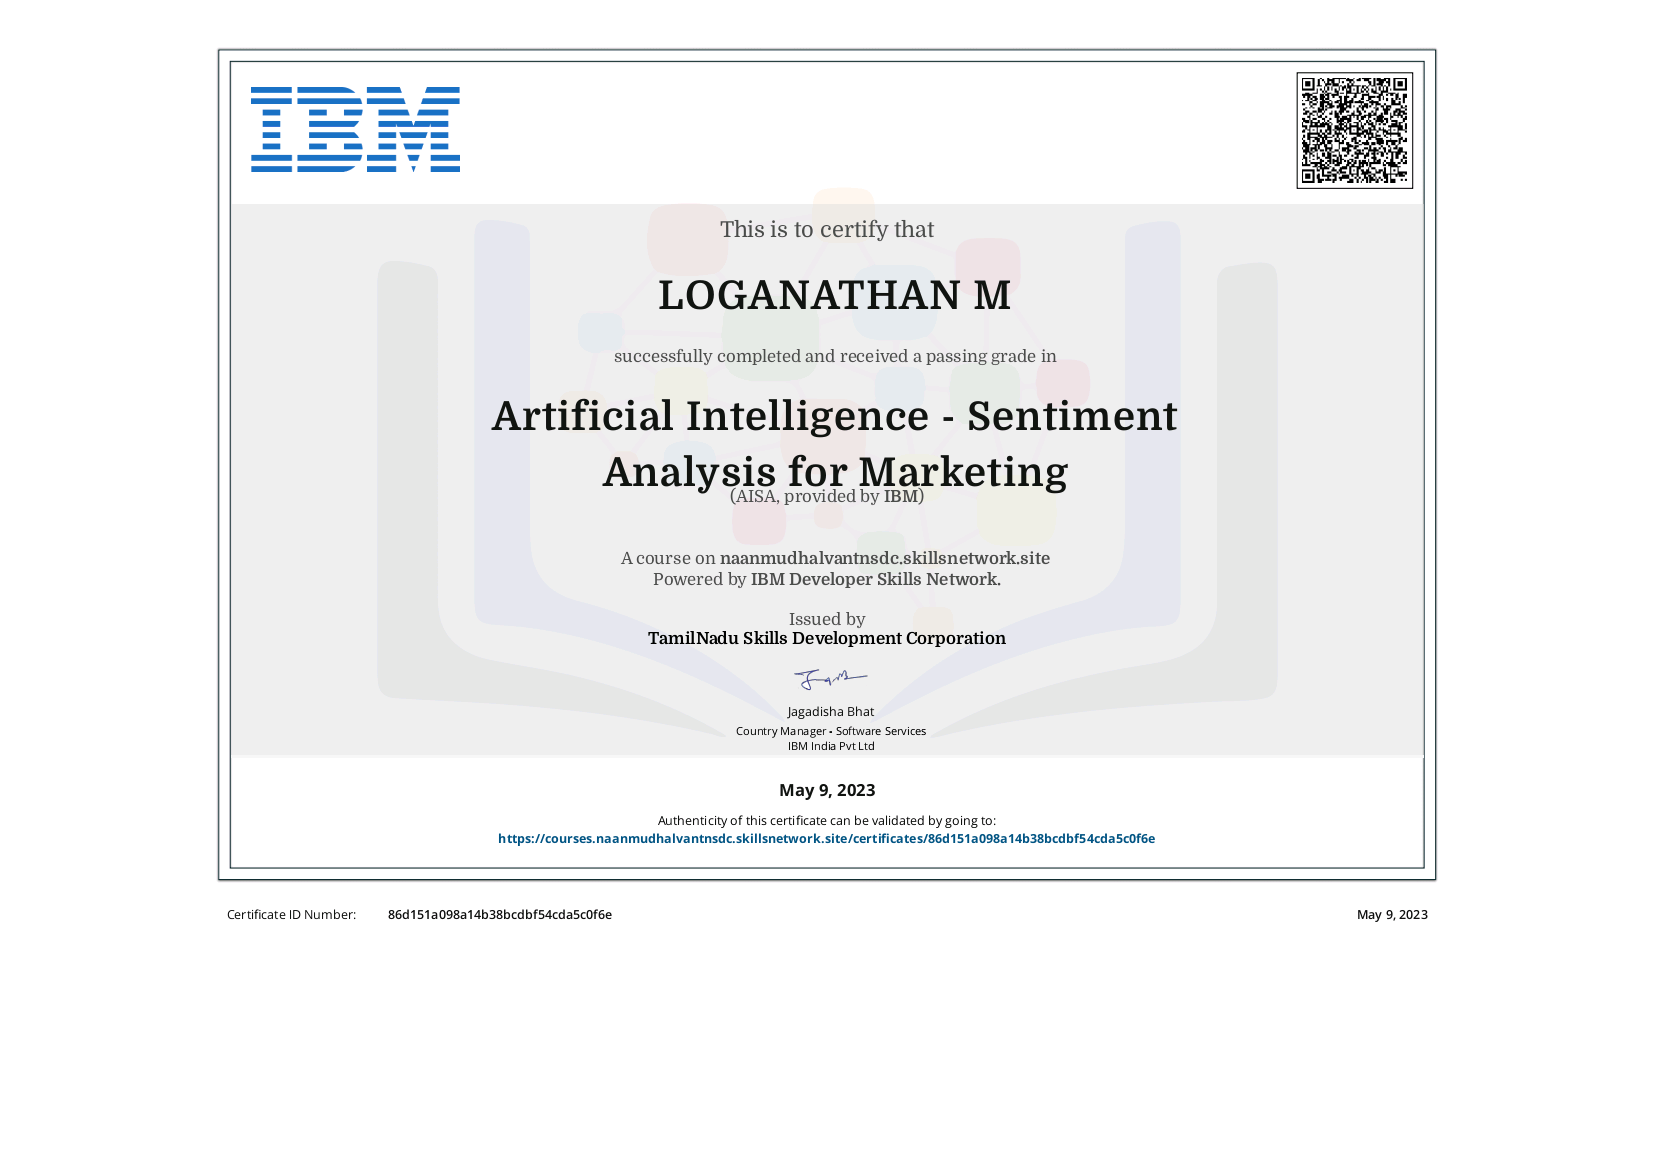 IBM
This is to certify that
LOGANATHAN M
successfully completed and received a passing grade in
Artificial Intelligence - Sentiment
Analysis for Marketing
(AISA, provided by IBM)
A course on naanmudhalvantnsdc.skillsnetwork.site
Powered by IBM Developer Skills Network.
Issued by
TamilNadu Skills Development Corporation
Jagadisha Bhat
Country Manager - Software Services
IBM India Pvt Ltd
May 9, 2023
Authenticity of this certificate can be validated by going to:
https://courses.naanmudhalvantnsdc.skillsnetwork.site/certificates/86d151a098a14b38bcdbf54cda5c0f6e
Certificate ID Number: 86d151a098a14b38bcdbf54cda5c0f6e
May 9, 2023